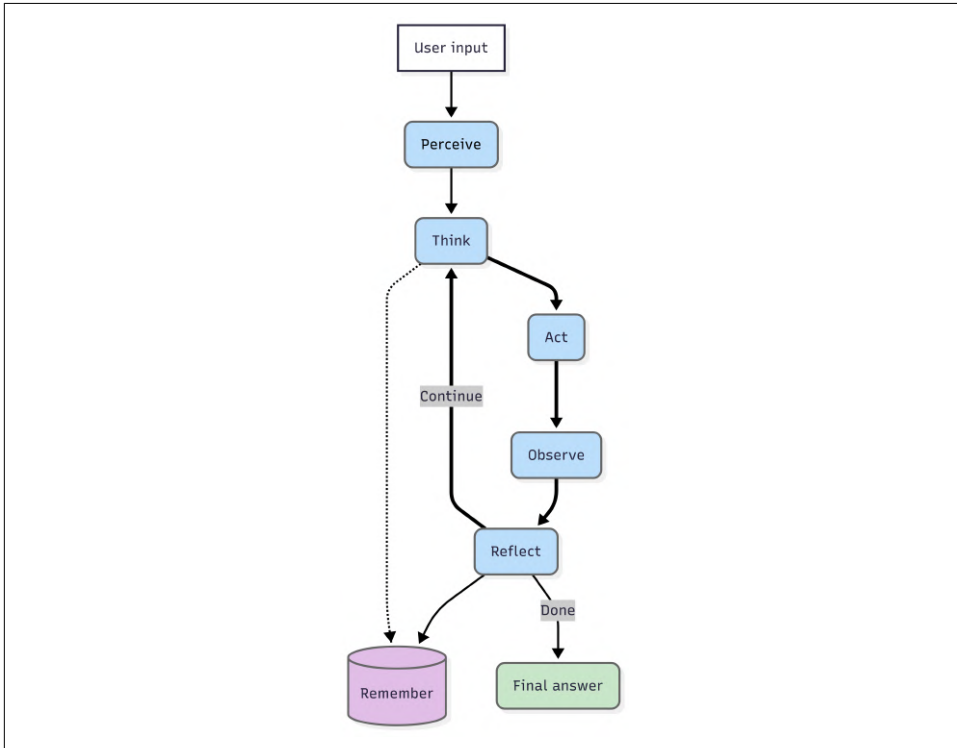 User input
Perceive
Think
Act
Continue
Observe
Reflect
Done
Remember
Final answer